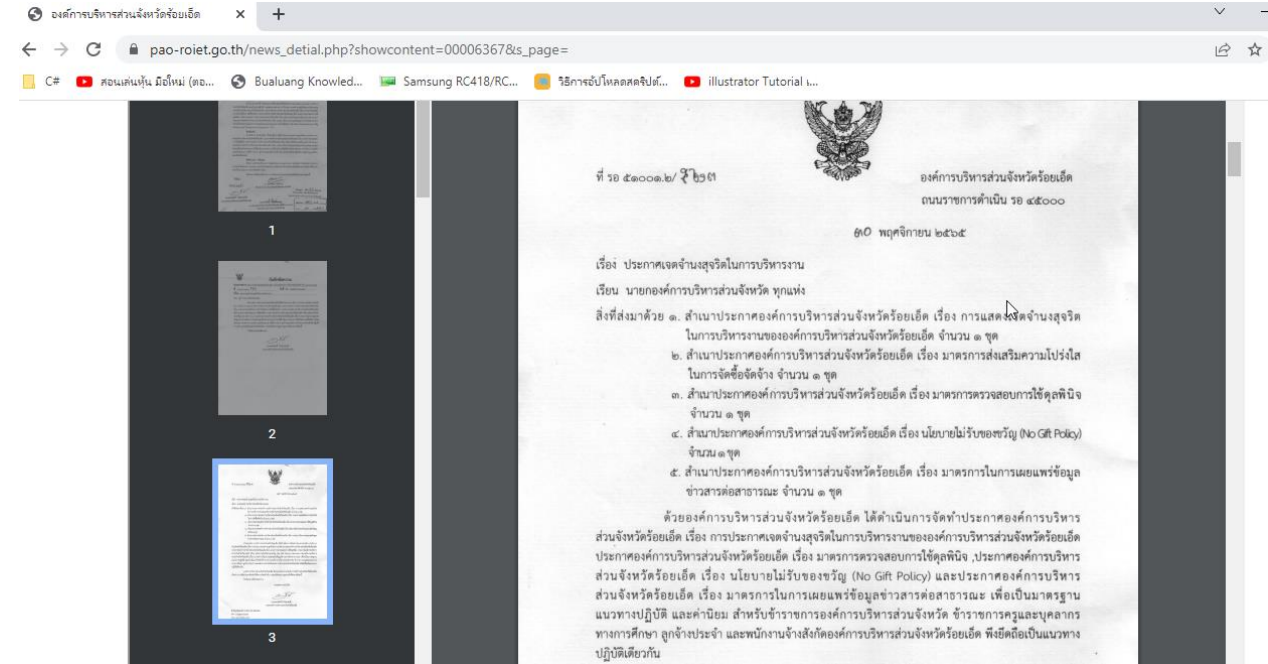 องค์การบริหารส่วนจังหวัดร้อยเอ็ด
pao-roiet.go.th/news_detial.php?showcontent=00006367&s_page=
C# สอนเล่นหุ้น มือใหม่ (ตอ... Bualuang Knowled... Samsung RC418/RC... วิธีการอัปโหลดสคริปต์... illustrator Tutorial เ...
1
2
3
ที่ รอ ๕๑๐๐๑.๒/
องค์การบริหารส่วนจังหวัดร้อยเอ็ด
ถนนราชการดำเนิน รอ ๔๕๐๐๐
๓๐ พฤศจิกายน ๒๕๖๕
เรื่อง ประกาศเจตจำนงสุจริตในการบริหารงาน
เรียน นายกองค์การบริหารส่วนจังหวัด ทุกแห่ง
สิ่งที่ส่งมาด้วย ๑. สำเนาประกาศองค์การบริหารส่วนจังหวัดร้อยเอ็ด เรื่อง การแสดงเจตจำนงสุจริต
ในการบริหารงานขององค์การบริหารส่วนจังหวัดร้อยเอ็ด จำนวน ๑ ชุด
๒. สำเนาประกาศองค์การบริหารส่วนจังหวัดร้อยเอ็ด เรื่อง มาตรการส่งเสริมความโปร่งใส
ในการจัดซื้อจัดจ้าง จำนวน ๑ ชุด
๓. สำเนาประกาศองค์การบริหารส่วนจังหวัดร้อยเอ็ด เรื่อง มาตรการตรวจสอบการใช้ดุลพินิจ
จำนวน ๑ ชุด
๔. สำเนาประกาศองค์การบริหารส่วนจังหวัดร้อยเอ็ด เรื่อง นโยบายไม่รับของขวัญ (No Gift Policy)
จำนวน ๑ ชุด
๕. สำเนาประกาศองค์การบริหารส่วนจังหวัดร้อยเอ็ด เรื่อง มาตรการในการเผยแพร่ข้อมูล
ข่าวสารต่อสาธารณะ จำนวน ๑ ชุด
ด้วยองค์การบริหารส่วนจังหวัดร้อยเอ็ด ได้ดำเนินการจัดทำประกาศองค์การบริหาร
ส่วนจังหวัดร้อยเอ็ด เรื่อง การประกาศเจตจำนงสุจริตในการบริหารงานขององค์การบริหารส่วนจังหวัดร้อยเอ็ด
ประกาศองค์การบริหารส่วนจังหวัดร้อยเอ็ด เรื่อง มาตรการตรวจสอบการใช้ดุลพินิจ ,ประกาศองค์การบริหาร
ส่วนจังหวัดร้อยเอ็ด เรื่อง นโยบายไม่รับของขวัญ (No Gift Policy) และประกาศองค์การบริหาร
ส่วนจังหวัดร้อยเอ็ด เรื่อง มาตรการในการเผยแพร่ข้อมูลข่าวสารต่อสาธารณะ เพื่อเป็นมาตรฐาน
แนวทางปฏิบัติ และค่านิยม สำหรับข้าราชการองค์การบริหารส่วนจังหวัด ข้าราชการครูและบุคลากร
ทางการศึกษา ลูกจ้างประจำ และพนักงานจ้างสังกัดองค์การบริหารส่วนจังหวัดร้อยเอ็ด พึงยึดถือเป็นแนวทาง
ปฏิบัติเดียวกัน